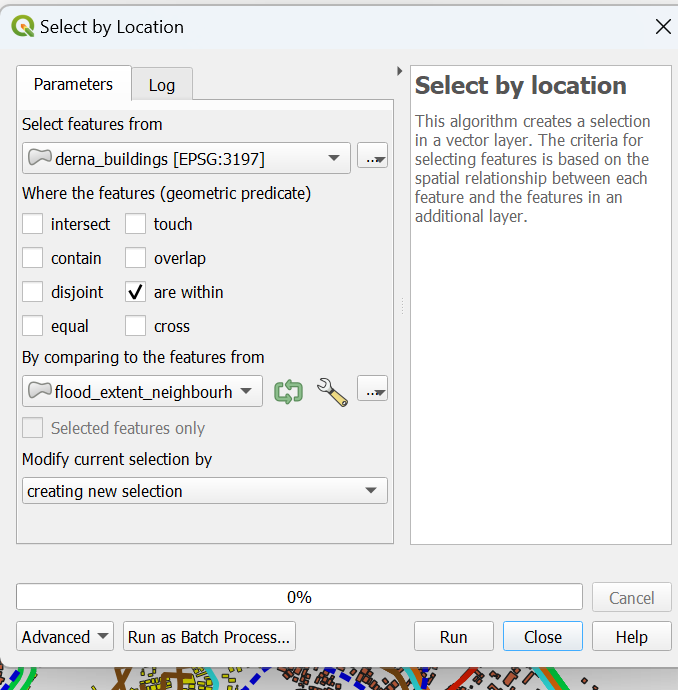 Select by Location
Parameters
Log
Select features from
derna_buildings [EPSG:3197]
...
Where the features (geometric predicate)
intersect
touch
contain
overlap
disjoint
are within
equal
cross
By comparing to the features from
flood_extent_neighbourh
...
Selected features only
Modify current selection by
creating new selection
Select by location
This algorithm creates a selection
in a vector layer. The criteria for
selecting features is based on the
spatial relationship between each
feature and the features in an
additional layer.
0%
Cancel
Advanced
Run as Batch Process...
Run
Close
Help